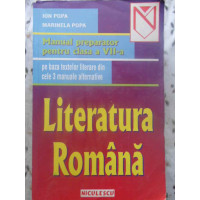 ION POPA
MARINELA POPA
N
Manual preparator
pentru clasa a VII-a
pe baza textelor literare din
cele 3 manuale alternative
Literatura
Română
NICULESCU